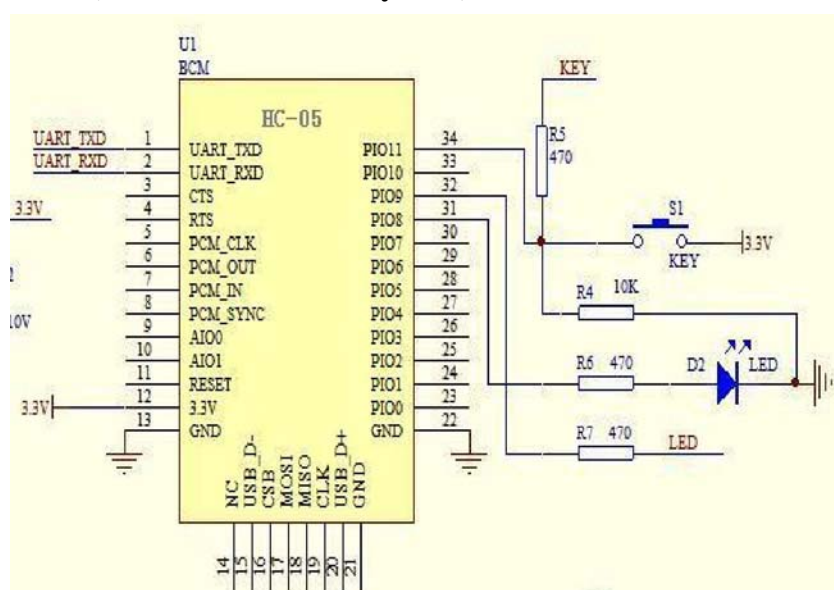 U1
BCM
HC-05
KEY
UART_TXD 1 UART_TXD PIO11 34
UART_RXD 2 UART_RXD PIO10 33
3 CTS PIO9 32
3.3V 4 RTS PIO8 31
5 PCM_CLK PIO7 30
6 PCM_OUT PIO6 29
7 PCM_IN PIO5 28
8 PCM_SYNC PIO4 27
9 AIO0 PIO3 26
10 AIO1 PIO2 25
11 RESET PIO1 24
3.3V 12 3.3V PIO0 23
13 GND GND 22
R5
470
S1
KEY
3.3V
R4 10K
R6 470
D2 LED
R7 470 LED
NC
USB_D-
CSB
MOSI
MISO
CLK
USB_D+
GND
14
15
16
17
18
19
20
21